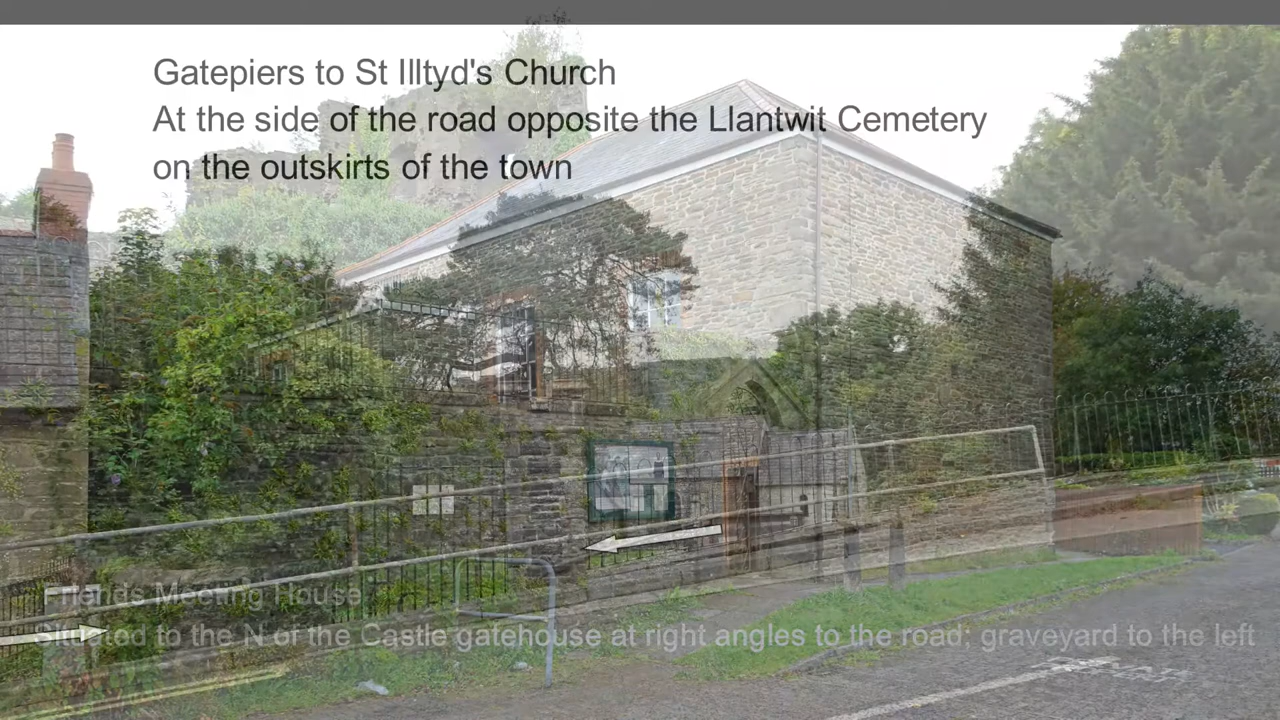 Gatepiers to St Illtyd's Church
At the side of the road opposite the Llantwit Cemetery
on the outskirts of the town
Friends Meeting House
Situated to the N of the Castle gatehouse at right angles to the road; graveyard to the left